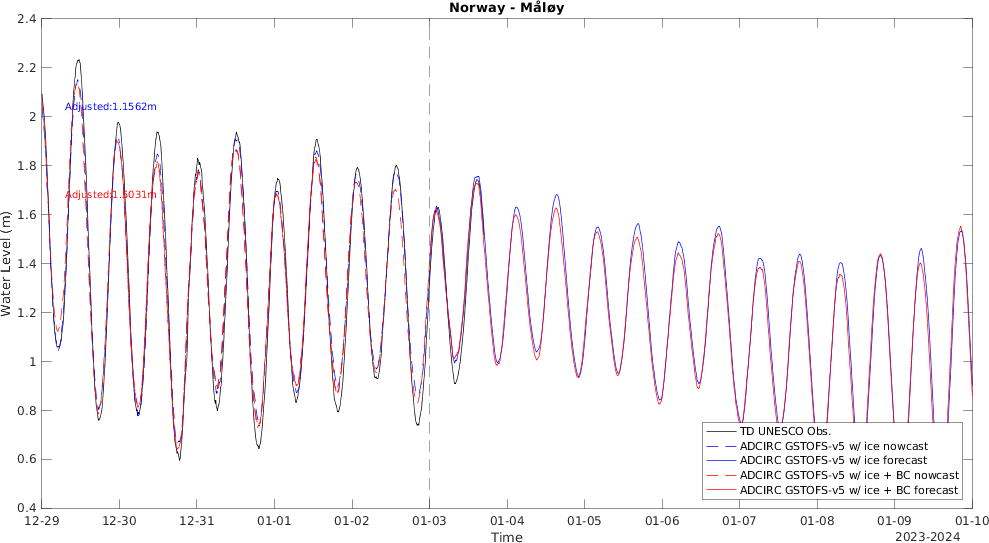 Norway - Måløy
2.4
2.2
2
1.8
1.6
1.4
1.2
1
0.8
0.6
0.4
Water Level (m)
Adjusted:1.1562m
Adjusted:1.5031m
TD UNESCO Obs.
ADCIRC GSTOFS-v5 w/ ice nowcast
ADCIRC GSTOFS-v5 w/ ice forecast
ADCIRC GSTOFS-v5 w/ ice + BC nowcast
ADCIRC GSTOFS-v5 w/ ice + BC forecast
12-29 12-30 12-31 01-01 01-02 01-03 01-04 01-05 01-06 01-07 01-08 01-09 01-10
Time
2023-2024